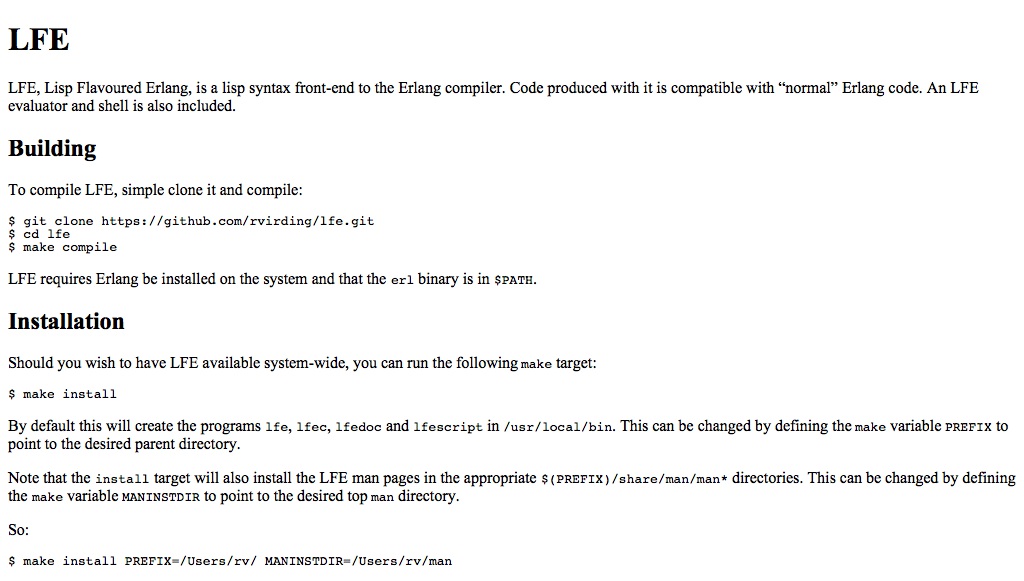 LFE
LFE, Lisp Flavoured Erlang, is a lisp syntax front-end to the Erlang compiler. Code produced with it is compatible with “normal” Erlang code. An LFE
evaluator and shell is also included.
Building
To compile LFE, simple clone it and compile:
$ git clone https://github.com/rvirding/lfe.git
$ cd lfe
$ make compile
LFE requires Erlang be installed on the system and that the erl binary is in $PATH.
Installation
Should you wish to have LFE available system-wide, you can run the following make target:
$ make install
By default this will create the programs lfe, lfec, lfedoc and lfescript in /usr/local/bin. This can be changed by defining the make variable PREFIX to
point to the desired parent directory.
Note that the install target will also install the LFE man pages in the appropriate $(PREFIX)/share/man/man* directories. This can be changed by defining
the make variable MANINSTDIR to point to the desired top man directory.
So:
$ make install PREFIX=/Users/rv/ MANINSTDIR=/Users/rv/man